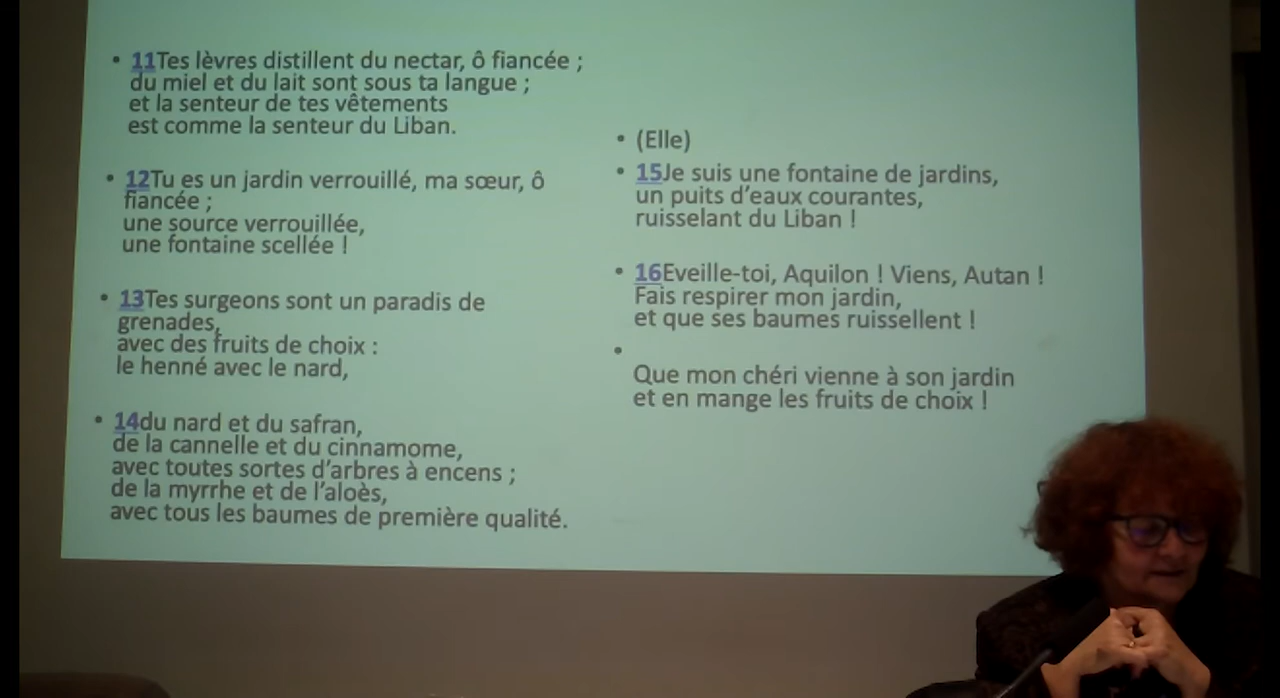 • 11Tes lèvres distillent du nectar, ô fiancée ;
du miel et du lait sont sous ta langue ;
et la senteur de tes vêtements
est comme la senteur du Liban.
• 12Tu es un jardin verrouillé, ma sœur, ô
fiancée ;
une source verrouillée,
une fontaine scellée !
• 13Tes surgeons sont un paradis de
grenades,
avec des fruits de choix :
le henné avec le nard,
• 14du nard et du safran,
de la cannelle et du cinnamome,
avec toutes sortes d’arbres à encens ;
de la myrrhe et de l’aloès,
avec tous les baumes de première qualité.
• (Elle)
• 15Je suis une fontaine de jardins,
un puits d’eaux courantes,
ruisselant du Liban !
• 16Eveille-toi, Aquilon ! Viens, Autan !
Fais respirer mon jardin,
et que ses baumes ruissellent !
•
Que mon chéri vienne à son jardin
et en mange les fruits de choix !